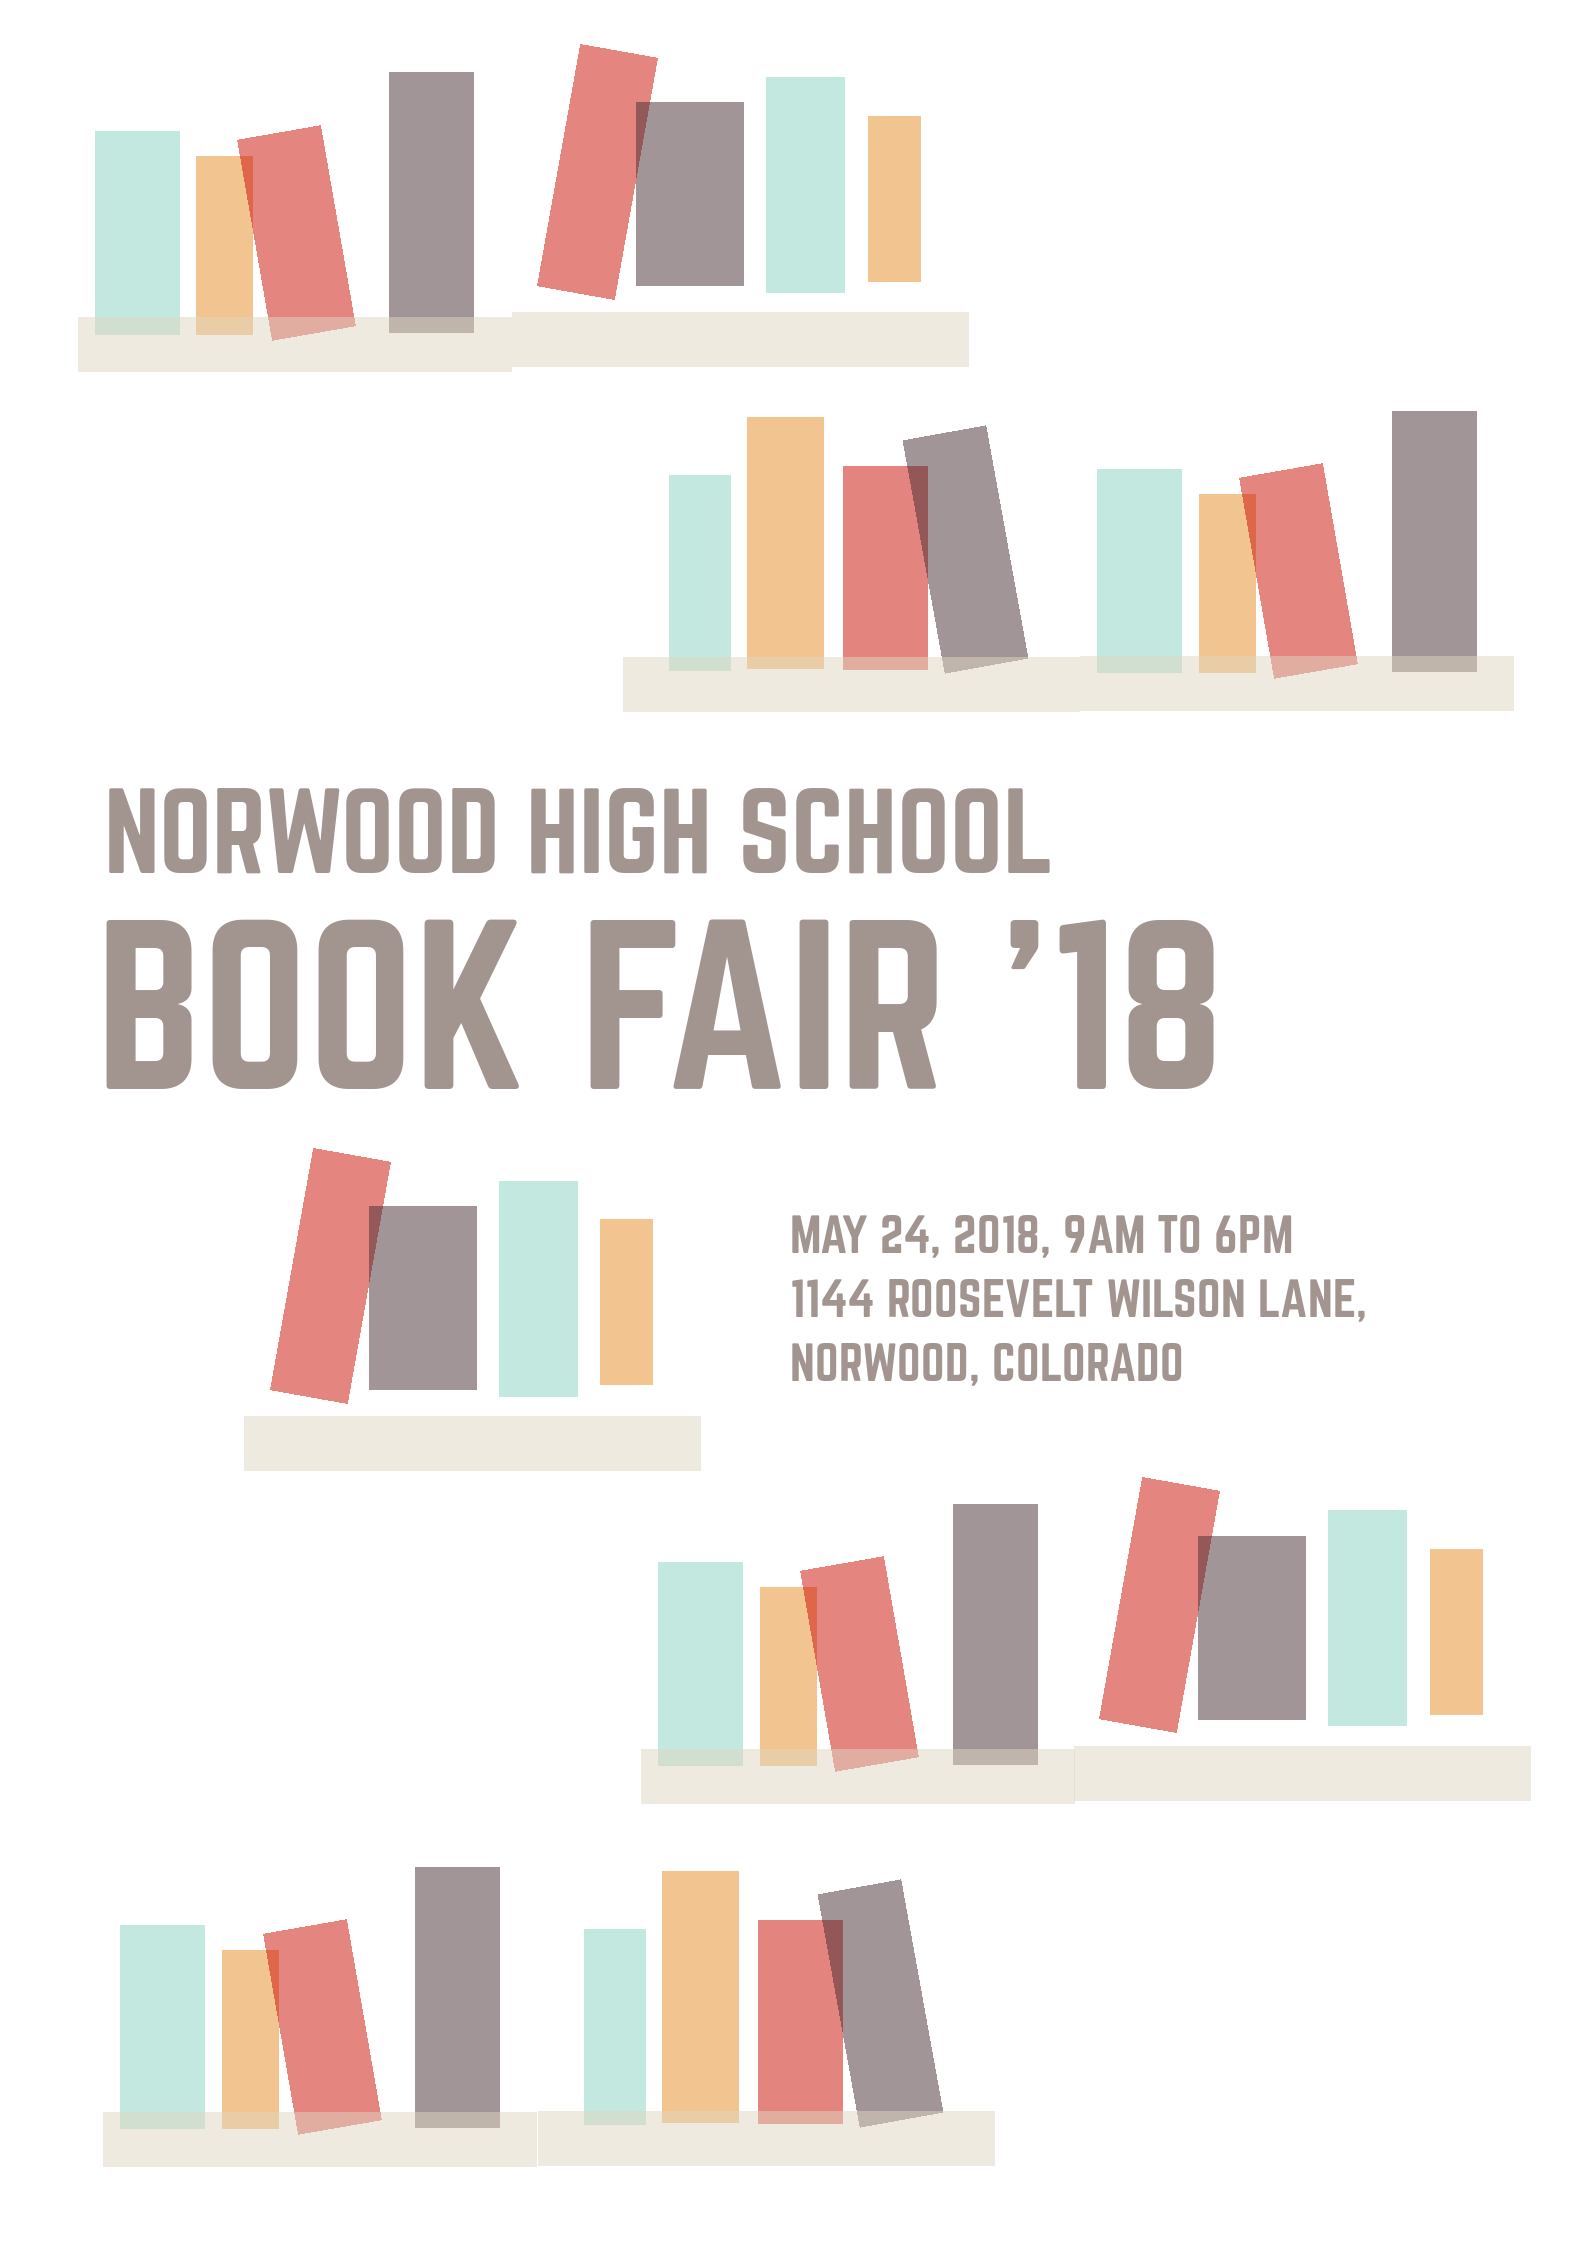 NORWOOD HIGH SCHOOL
BOOK FAIR ’18
MAY 24, 2018, 9AM TO 6PM
1144 ROOSEVELT WILSON LANE,
NORWOOD, COLORADO